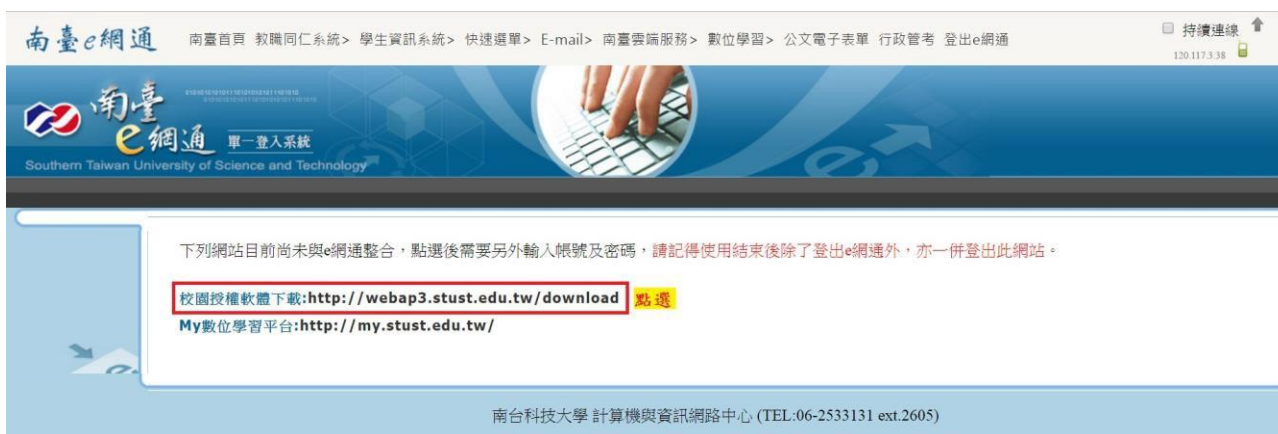 南臺e網通 南臺首頁 教職同仁系統> 學生資訊系統> 快速選單> E-mail> 南臺雲端服務> 數位學習> 公文電子表單 行政管考 登出e網通 持續連線
120.117.3.38
南臺
e網通 單一登入系統
Southern Taiwan University of Science and Technology
下列網站目前尚未與e網通整合，點選後需要另外輸入帳號及密碼，請記得使用結束後除了登出e網通外，亦一併登出此網站。
校園授權軟體下載:http://webap3.stust.edu.tw/download 點選
My數位學習平台:http://my.stust.edu.tw/
南台科技大學 計算機與資訊網路中心 (TEL:06-2533131 ext.2605)